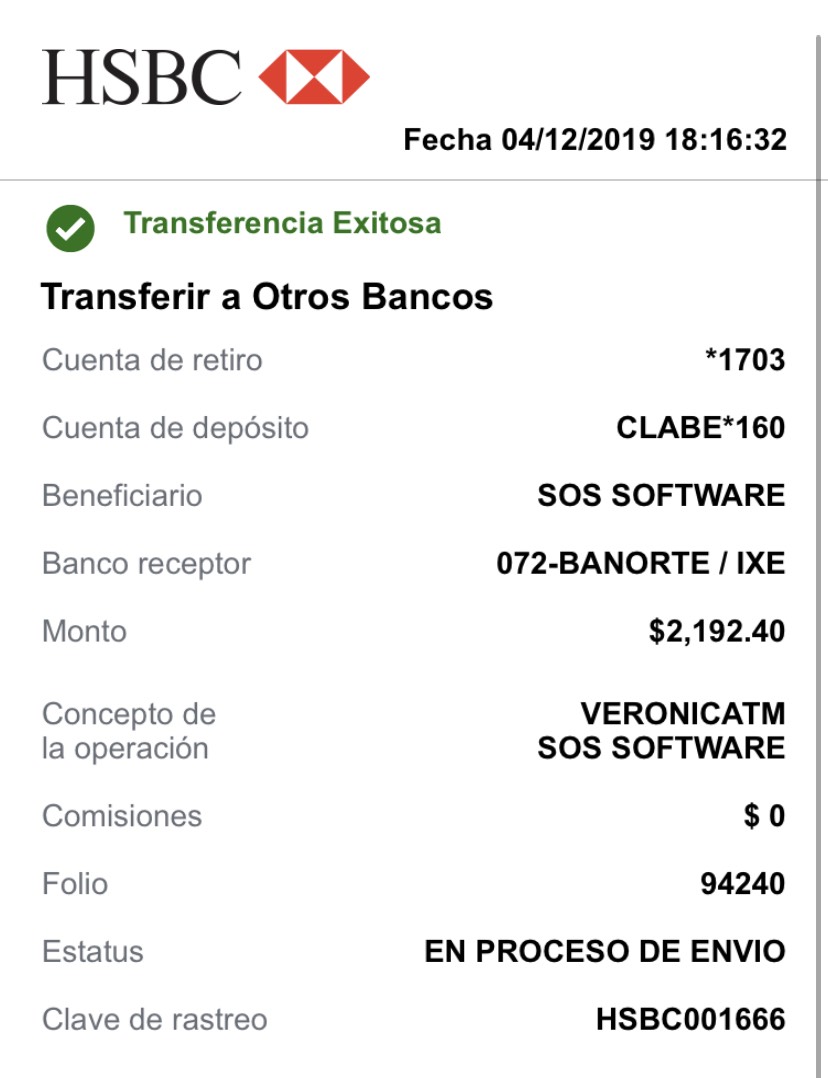 HSBC
Fecha 04/12/2019 18:16:32
Transferencia Exitosa
Transferir a Otros Bancos
Cuenta de retiro *1703
Cuenta de depósito CLABE*160
Beneficiario SOS SOFTWARE
Banco receptor 072-BANORTE / IXE
Monto $2,192.40
Concepto de VERONICATM
la operación SOS SOFTWARE
Comisiones $ 0
Folio 94240
Estatus EN PROCESO DE ENVIO
Clave de rastreo HSBC001666